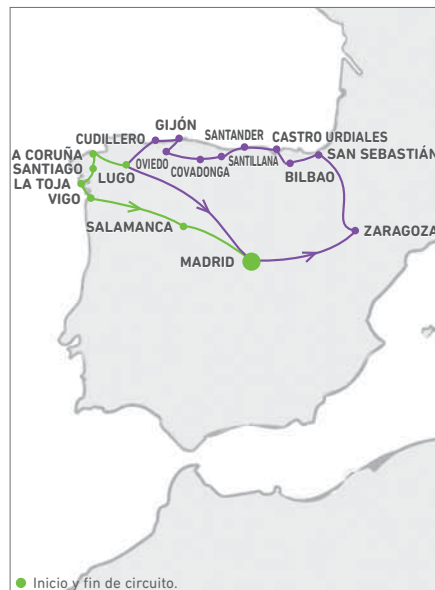 GIJÓN
CUDILLERO
SANTANDER
CASTRO URDIALES
A CORUÑA
OVIEDO
SANTILLANA
SAN SEBASTIÁN
SANTIAGO
COVADONGA
LUGO
BILBAO
LA TOJA
VIGO
SALAMANCA
ZARAGOZA
MADRID
Inicio y fin de circuito.